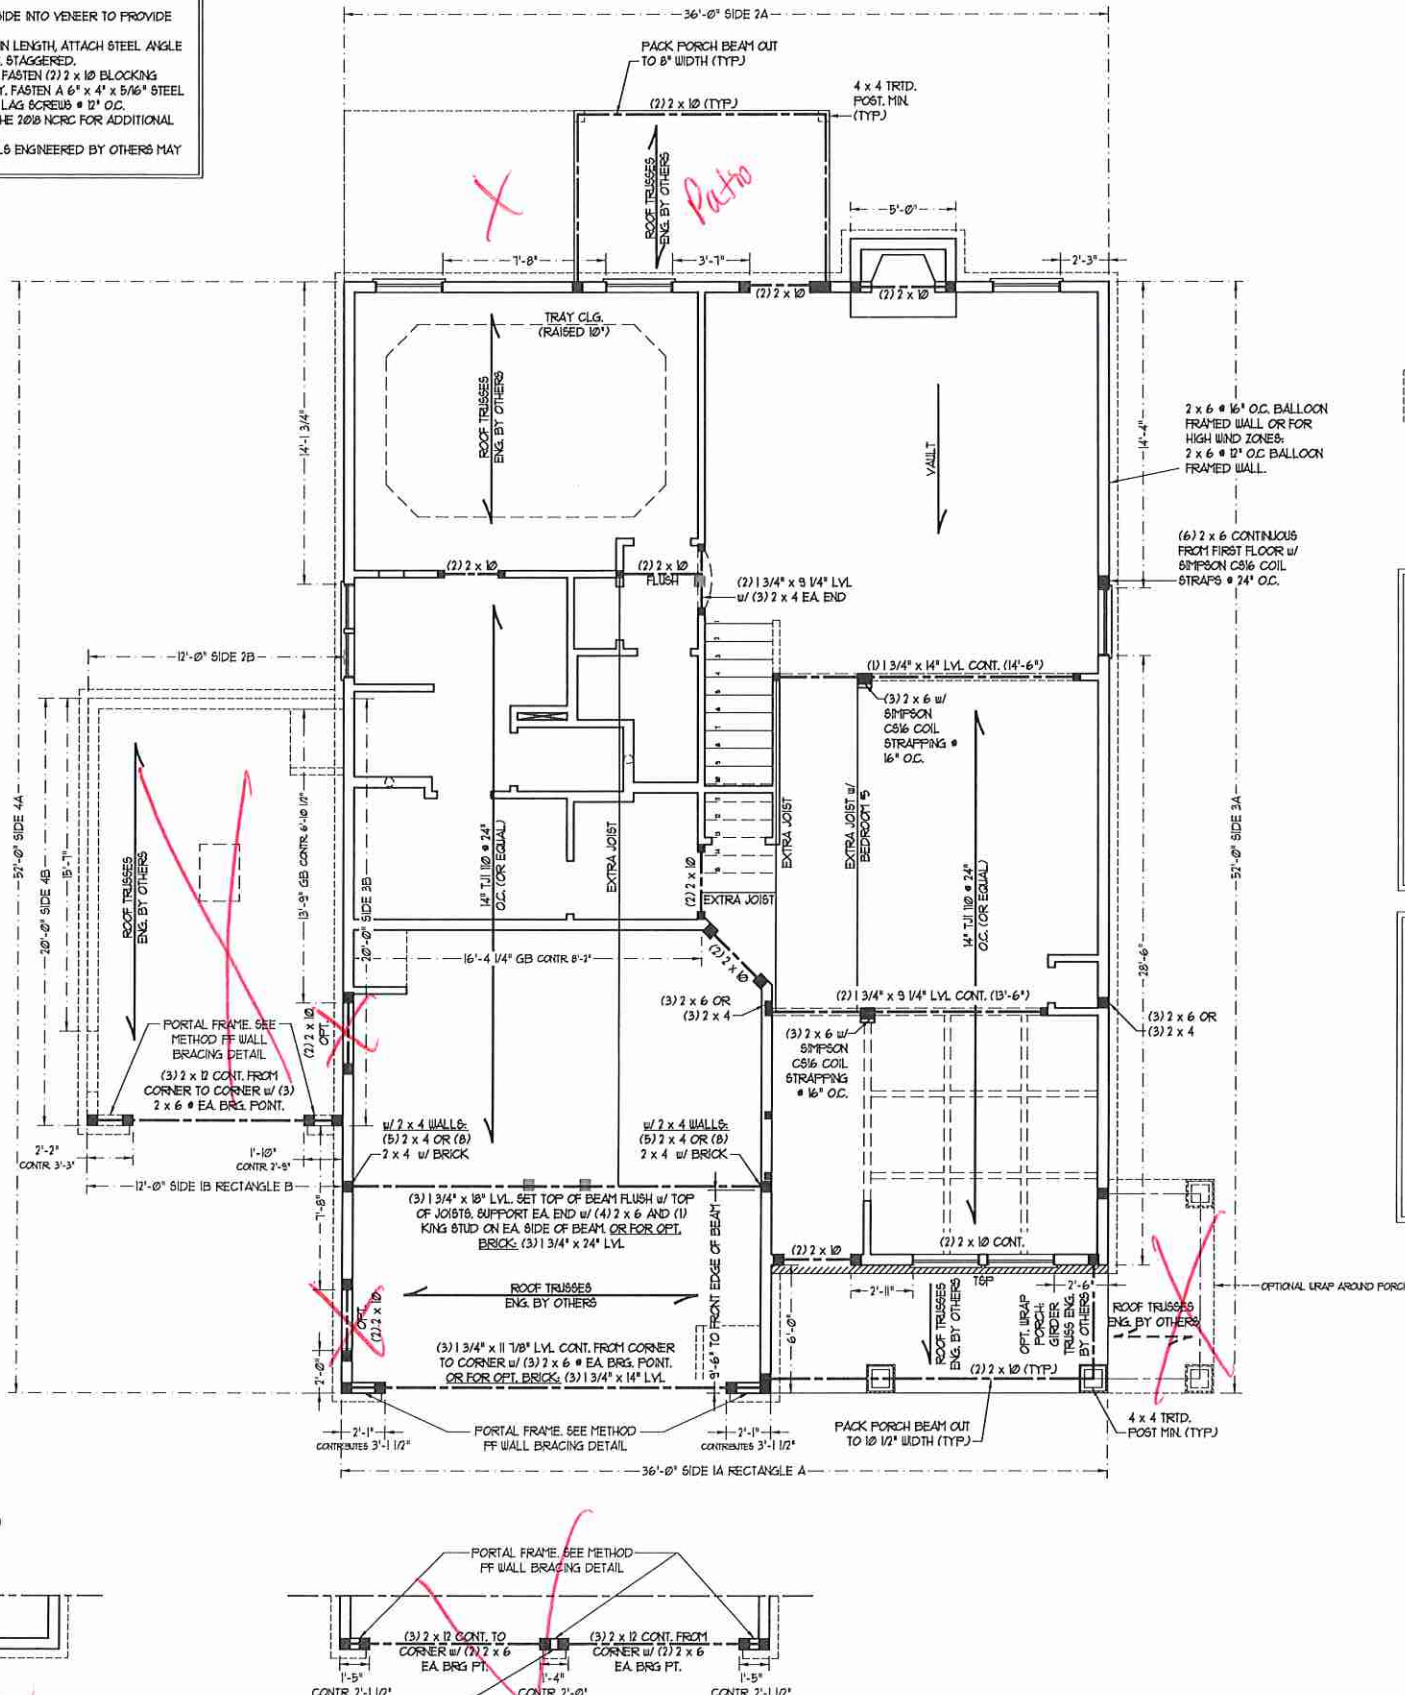 SIDE INTO VENEER TO PROVIDE
IN LENGTH, ATTACH STEEL ANGLE
STAGGERED.
FASTEN (2) 2 x 10 BLOCKING
FASTEN A 6" x 4" x 5/16" STEEL
LAG SCREWS @ 12" O.C.
THE 2018 NCRC FOR ADDITIONAL
ENGINEERED BY OTHERS MAY
36'-0" SIDE 2A
PACK PORCH BEAM OUT
TO 8" WIDTH (TYP.)
(2) 2 x 10 (TYP.)
4 x 4 TRTD.
POST. MIN.
(TYP.)
ROOF TRUSSES
ENG. BY OTHERS
X
Patio
5'-0"
7'-8"
3'-7"
2'-3"
(2) 2 x 10
(2) 2 x 10
TRAY CLG.
(RAISED 10")
ROOF TRUSSES
ENG. BY OTHERS
14'-1 3/4"
VAULT
14'-4"
2 x 6 @ 16" O.C. BALLOON
FRAMED WALL OR FOR
HIGH WIND ZONES:
2 x 6 @ 12" O.C BALLOON
FRAMED WALL.
(6) 2 x 6 CONTINUOUS
FROM FIRST FLOOR w/
SIMPSON CS16 COIL
STRAPS @ 24" O.C.
(2) 2 x 10
(2) 2 x 10
FLUSH
(2) 1 3/4" x 9 1/4" LVL
w/ (3) 2 x 4 EA. END
12'-0" SIDE 2B
(1) 1 3/4" x 14" LVL CONT. (14'-6")
(3) 2 x 6 w/
SIMPSON
CS16 COIL
STRAPPING @
16" O.C.
52'-0" SIDE 4A
20'-0" SIDE 4B
15'-7"
ROOF TRUSSES
ENG. BY OTHERS
13'-9" GB CONTR. 6'-10 1/2"
20'-0" SIDE 3B
14" TJI 110 @ 24"
O.C. (OR EQUAL)
EXTRA JOIST
(2) 2 x 10
EXTRA JOIST
EXTRA JOIST
EXTRA JOIST w/
BEDROOM #5
14" TJI 110 @ 24"
O.C. (OR EQUAL)
52'-0" SIDE 3A
28'-6"
16'-4 1/4" GB CONTR. 8'-2"
(2) 2 x 10
(3) 2 x 6 OR
(3) 2 x 4
(2) 1 3/4" x 9 1/4" LVL CONT. (13'-6")
(3) 2 x 6 w/
SIMPSON
CS16 COIL
STRAPPING
@ 16" O.C.
(3) 2 x 6 OR
(3) 2 x 4
PORTAL FRAME. SEE
METHOD PF WALL
BRACING DETAIL
(2) 2 x 10
OPT.
(3) 2 x 12 CONT. FROM
CORNER TO CORNER w/ (3)
2 x 6 @ EA. BRG. POINT.
2'-2"
CONTR. 3'-3"
1'-10"
CONTR. 2'-9"
12'-0" SIDE 1B RECTANGLE B
7'-8"
w/ 2 x 4 WALLS:
(5) 2 x 4 OR (8)
2 x 4 w/ BRICK
w/ 2 x 4 WALLS:
(5) 2 x 4 OR (8)
2 x 4 w/ BRICK
(3) 1 3/4" x 18" LVL. SET TOP OF BEAM FLUSH w/ TOP
OF JOISTS. SUPPORT EA. END w/ (4) 2 x 6 AND (1)
KING STUD ON EA. SIDE OF BEAM. OR FOR OPT.
BRICK: (3) 1 3/4" x 24" LVL
9'-6" TO FRONT EDGE OF BEAM
ROOF TRUSSES
ENG. BY OTHERS
OPT.
(2) 2 x 10
2'-0"
(3) 1 3/4" x 11 7/8" LVL CONT. FROM CORNER
TO CORNER w/ (3) 2 x 6 @ EA. BRG. POINT.
OR FOR OPT. BRICK: (3) 1 3/4" x 14" LVL
(2) 2 x 10
(2) 2 x 10 CONT.
2'-11"
TSP
2'-6"
6'-0"
ROOF TRUSSES
ENG. BY OTHERS
OPT. WRAP
PORCH:
GIRDER
TRUSS ENG.
BY OTHERS
ROOF TRUSSES
ENG. BY OTHERS
OPTIONAL WRAP AROUND PORCH
(2) 2 x 10 (TYP.)
2'-1"
CONTRIBUTES 3'-1 1/2"
PORTAL FRAME. SEE METHOD
PF WALL BRACING DETAIL
2'-1"
CONTRIBUTES 3'-1 1/2"
PACK PORCH BEAM OUT
TO 10 1/2" WIDTH (TYP.)
4 x 4 TRTD.
POST MIN. (TYP.)
36'-0" SIDE 1A RECTANGLE A
PORTAL FRAME. SEE METHOD
PF WALL BRACING DETAIL
(3) 2 x 12 CONT. TO
CORNER w/ (2) 2 x 6
EA. BRG PT.
(3) 2 x 12 CONT. FROM
CORNER w/ (2) 2 x 6
EA. BRG PT.
1'-5"
CONTR. 2'-1 1/2"
1'-4"
CONTR. 2'-0"
1'-5"
CONTR. 2'-1 1/2"